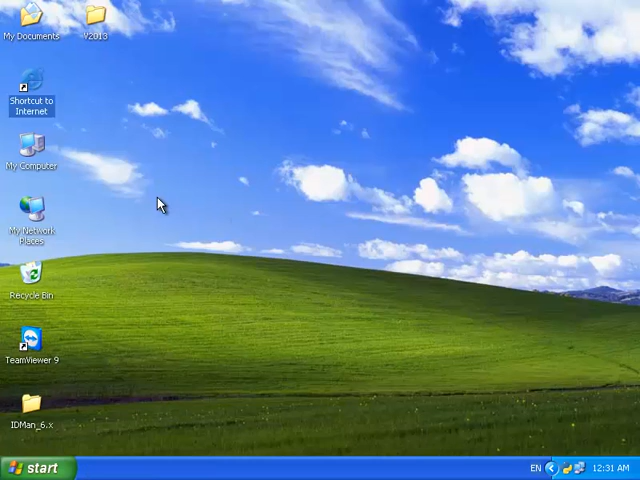 My Documents
V2013
Shortcut to
Internet
My Computer
My Network
Places
Recycle Bin
TeamViewer 9
IDMan_6.x
start
EN
12:31 AM